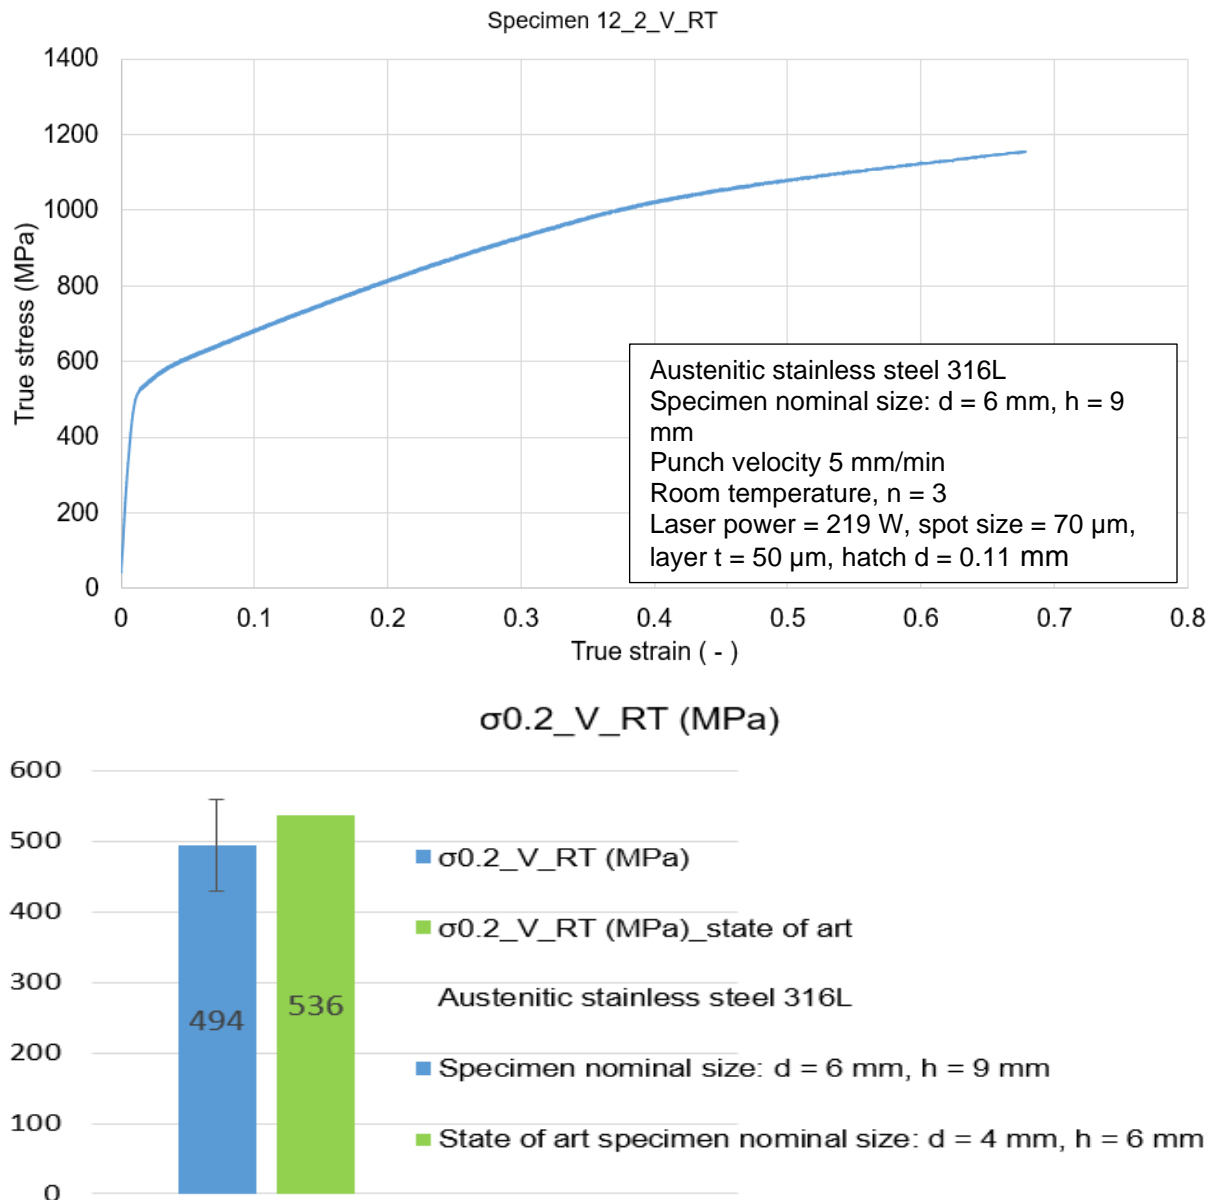 Specimen 12_2_V_RT
1400
1200
1000
800
600
400
200
0
True stress (MPa)
0 0.1 0.2 0.3 0.4 0.5 0.6 0.7 0.8
True strain ( - )
Austenitic stainless steel 316L
Specimen nominal size: d = 6 mm, h = 9
mm
Punch velocity 5 mm/min
Room temperature, n = 3
Laser power = 219 W, spot size = 70 µm,
layer t = 50 µm, hatch d = 0.11 mm
σ0.2_V_RT (MPa)
600
500
400
300
200
100
0
494
536
σ0.2_V_RT (MPa)
σ0.2_V_RT (MPa)_state of art
Austenitic stainless steel 316L
Specimen nominal size: d = 6 mm, h = 9 mm
State of art specimen nominal size: d = 4 mm, h = 6 mm